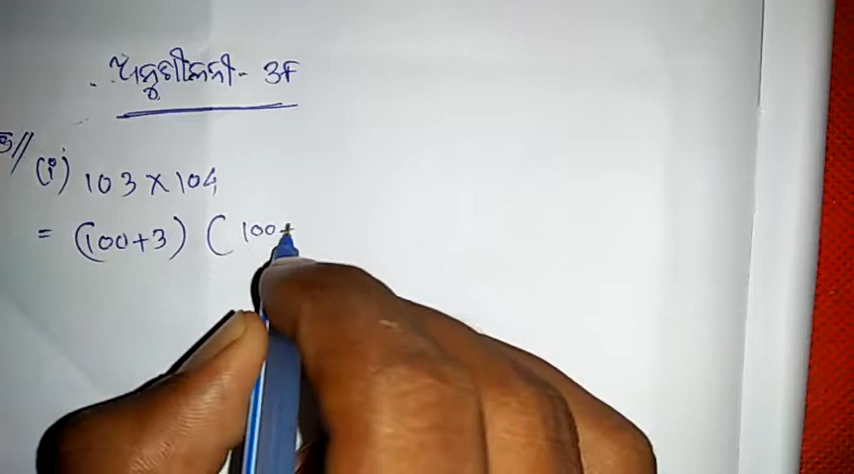 ଅନୁଶୀଳନୀ - 3F
(i) 103 × 104
= (100+3) (100+